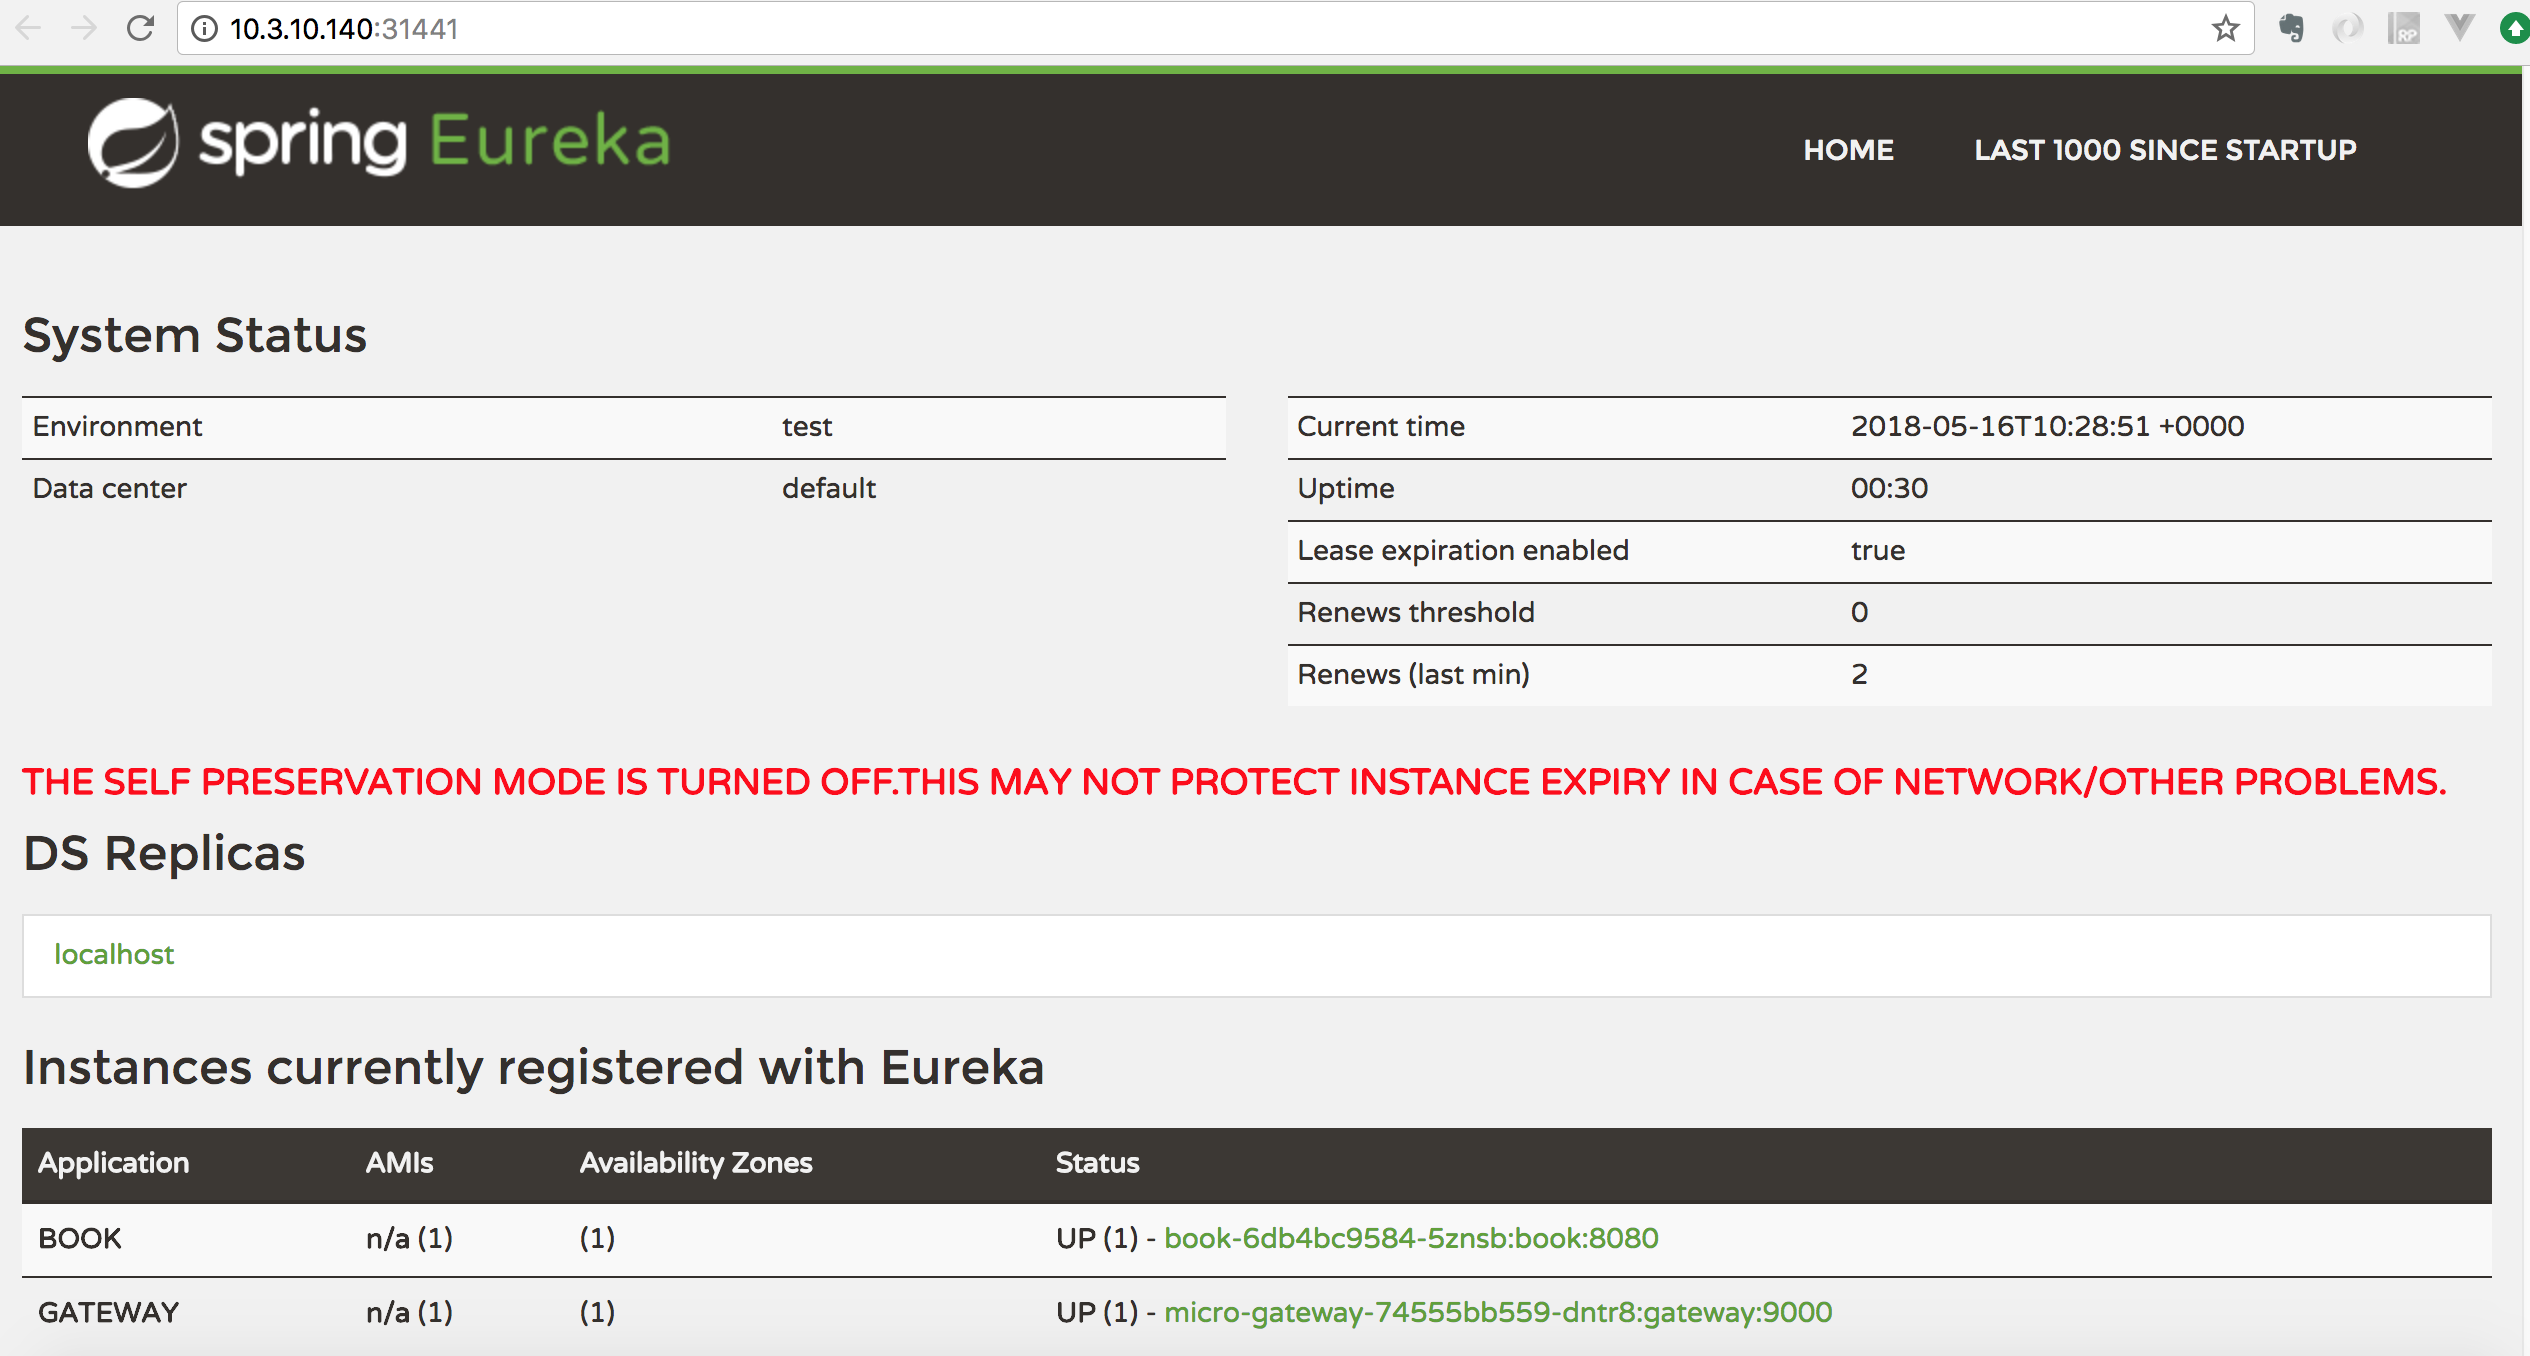 10.3.10.140:31441
spring Eureka
HOME LAST 1000 SINCE STARTUP
System Status
Environment test
Data center default
Current time 2018-05-16T10:28:51 +0000
Uptime 00:30
Lease expiration enabled true
Renews threshold 0
Renews (last min) 2
THE SELF PRESERVATION MODE IS TURNED OFF.THIS MAY NOT PROTECT INSTANCE EXPIRY IN CASE OF NETWORK/OTHER PROBLEMS.
DS Replicas
localhost
Instances currently registered with Eureka
Application AMIs Availability Zones Status
BOOK n/a (1) (1) UP (1) - book-6db4bc9584-5znsb:book:8080
GATEWAY n/a (1) (1) UP (1) - micro-gateway-74555bb559-dntr8:gateway:9000